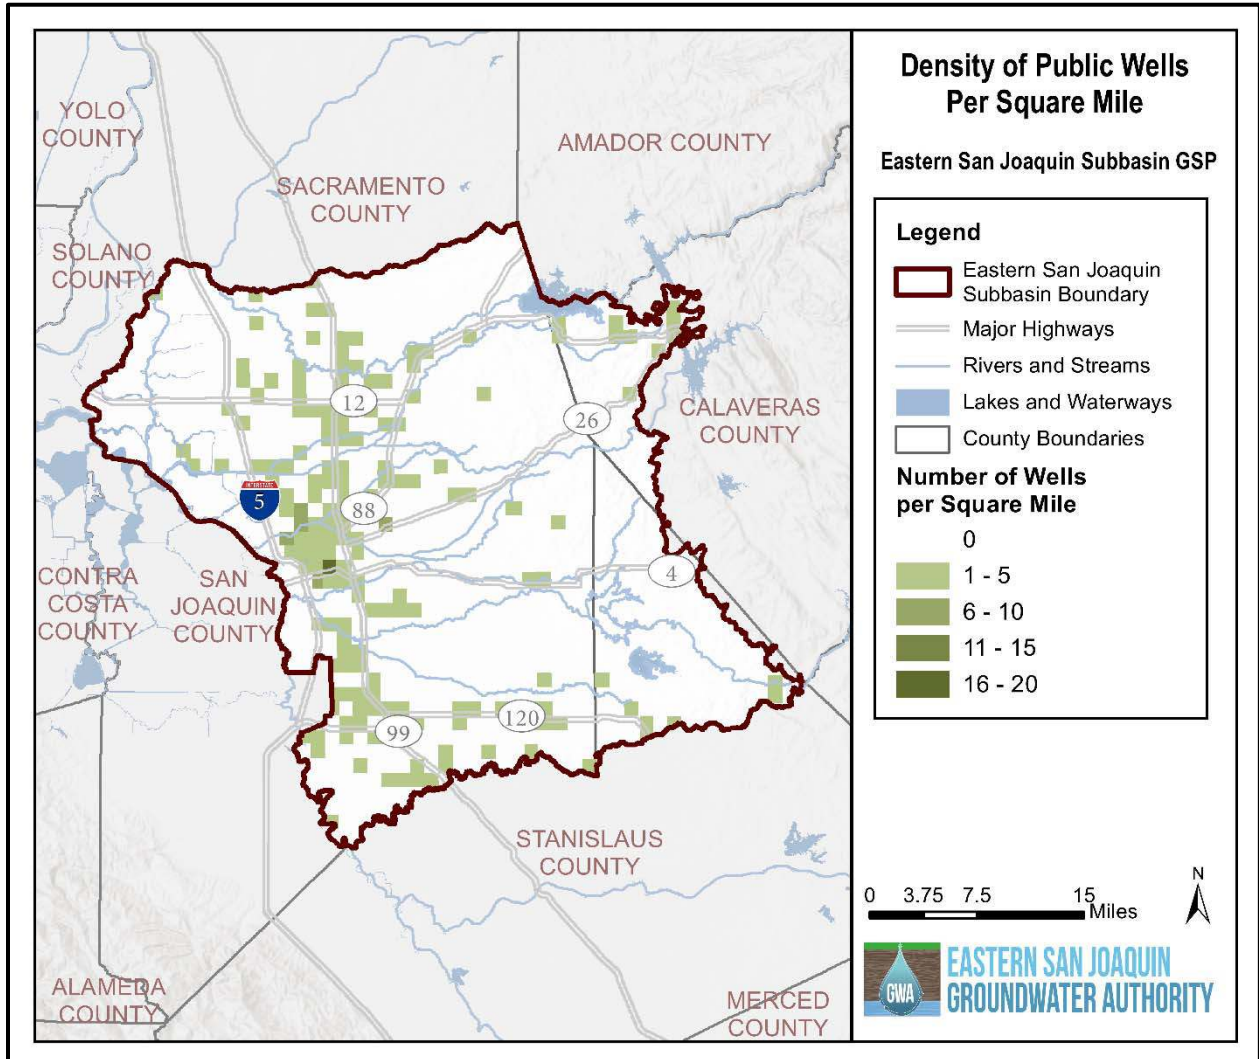 YOLO
COUNTY
AMADOR COUNTY
SACRAMENTO
COUNTY
SOLANO
COUNTY
12
26
CALAVERAS
COUNTY
INTERSTATE
5
88
CONTRA
COSTA
COUNTY
SAN
JOAQUIN
COUNTY
4
120
99
STANISLAUS
COUNTY
ALAMEDA
COUNTY
MERCED
COUNTY
Density of Public Wells
Per Square Mile
Eastern San Joaquin Subbasin GSP
Legend
Eastern San Joaquin
Subbasin Boundary
Major Highways
Rivers and Streams
Lakes and Waterways
County Boundaries
Number of Wells
per Square Mile
0
1 - 5
6 - 10
11 - 15
16 - 20
N
0 3.75 7.5 15
Miles
GWA
EASTERN SAN JOAQUIN
GROUNDWATER AUTHORITY